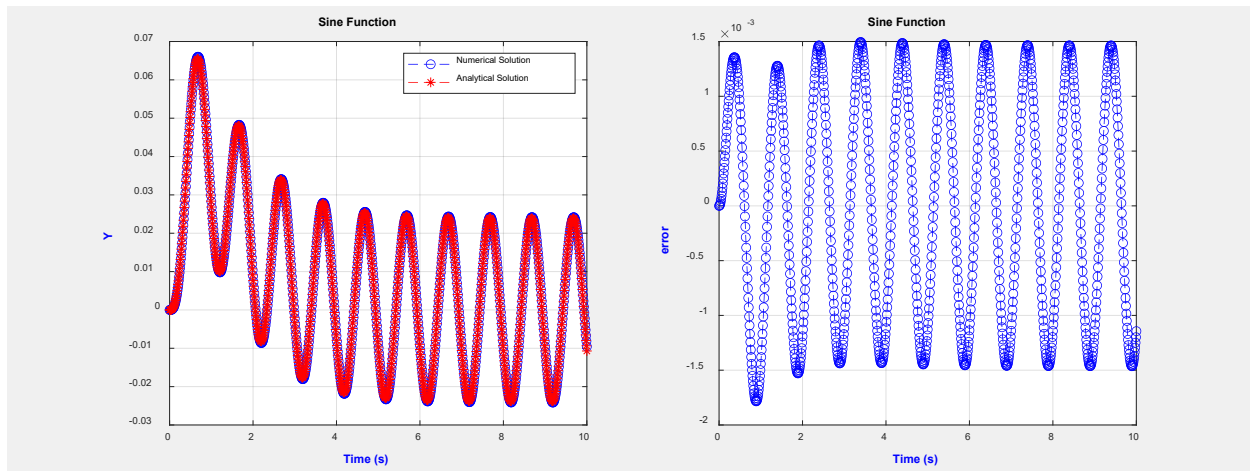 Sine Function
0.07
0.06
0.05
0.04
0.03
0.02
0.01
0
-0.01
-0.02
-0.03
Y
0 2 4 6 8 10
Time (s)
Numerical Solution
Analytical Solution
Sine Function
× 10 -3
1.5
1
0.5
0
-0.5
-1
-1.5
-2
error
0 2 4 6 8 10
Time (s)